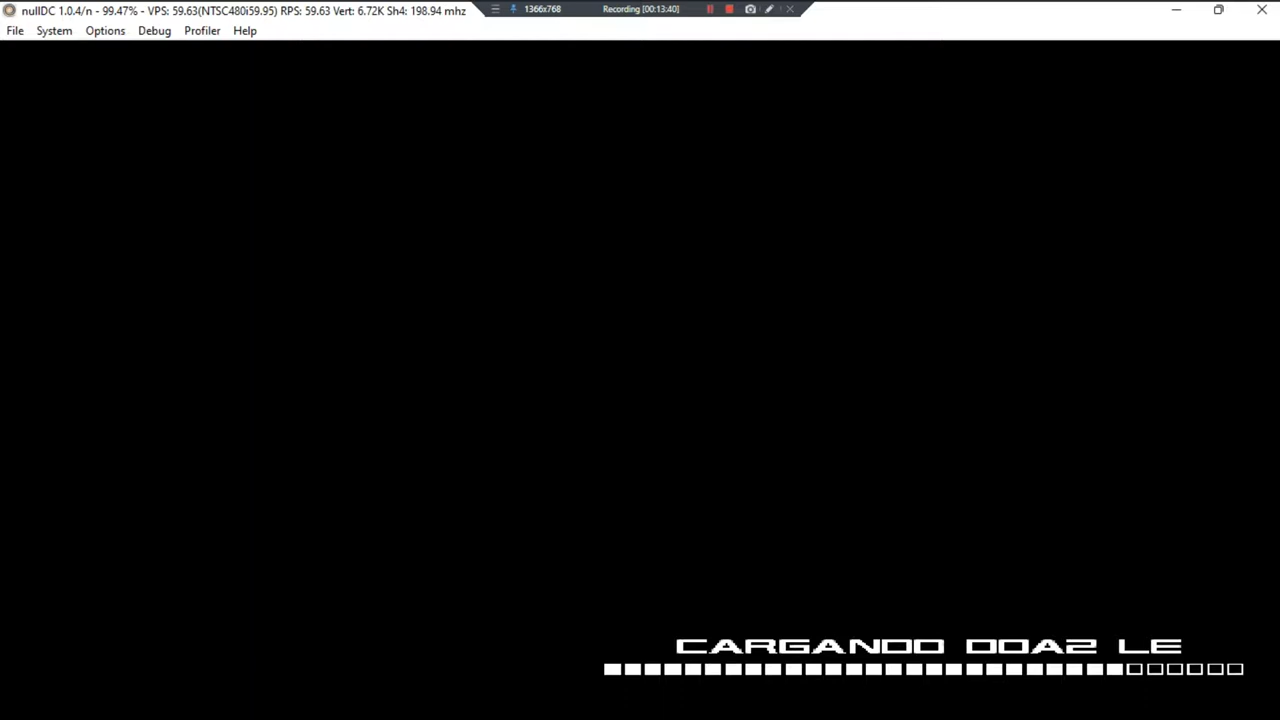 nullDC 1.0.4/n - 99.47% - VPS: 59.63(NTSC480i59.95) RPS: 59.63 Vert: 6.72K Sh4: 198.94 mhz
1366x768
Recording [00:13:40]
File System Options Debug Profiler Help
CARGANDO DOA2 LE